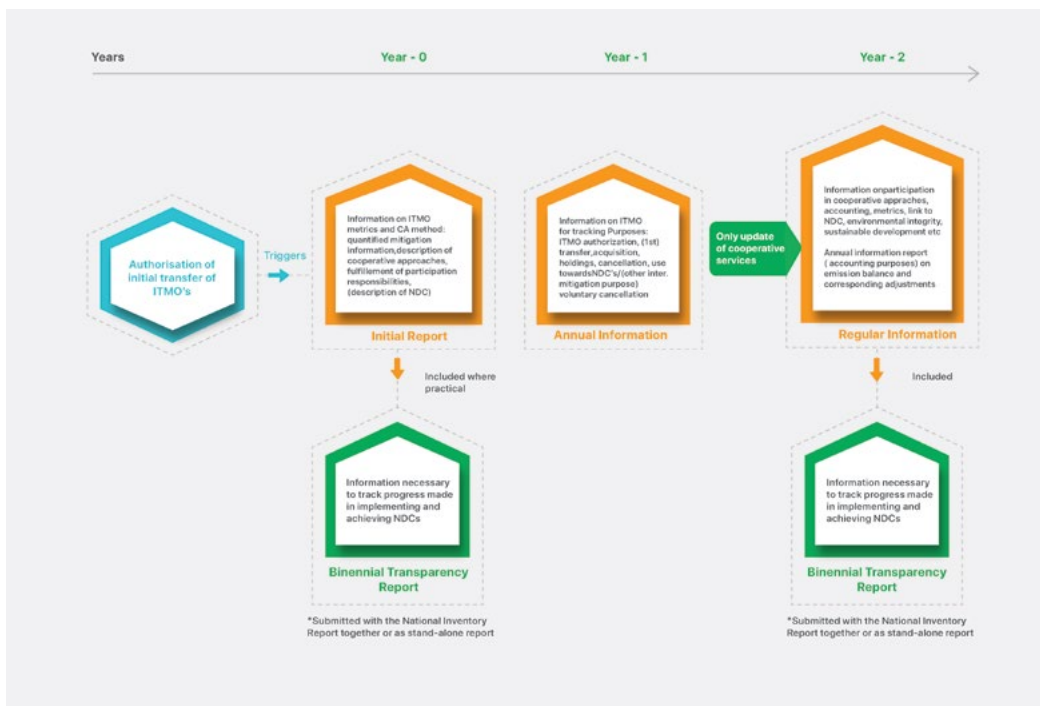 Years
Year - 0
Year - 1
Year - 2
Authorisation of
initial transfer of
ITMO's
Triggers
Information on ITMO
metrics and CA method:
quantified mitigation
information,description of
cooperative approaches,
fulfillement of participation
responsibilities,
(description of NDC)
Initial Report
Included where
practical
Information necessary
to track progress made
in implementing and
achieving NDCs
Binennial Transparency
Report
*Submitted with the National Inventory
Report together or as stand-alone report
Information on ITMO
for tracking Purposes:
ITMO authorization, (1st)
transfer,acquisition,
holdings, cancellation, use
towardsNDC's/(other inter.
mitigation purpose)
voluntary cancellation
Annual Information
Only update
of cooperative
services
Information onparticipation
in cooperative appraches,
accounting, metrics, link to
NDC, environmental integrity,
sustainable development etc
Annual information report
( accounting purposes) on
emission balance and
corresponding adjustments
Regular Information
Included
Information necessary
to track progress made
in implementing and
achieving NDCs
Binennial Transparency
Report
*Submitted with the National Inventory
Report together or as stand-alone report